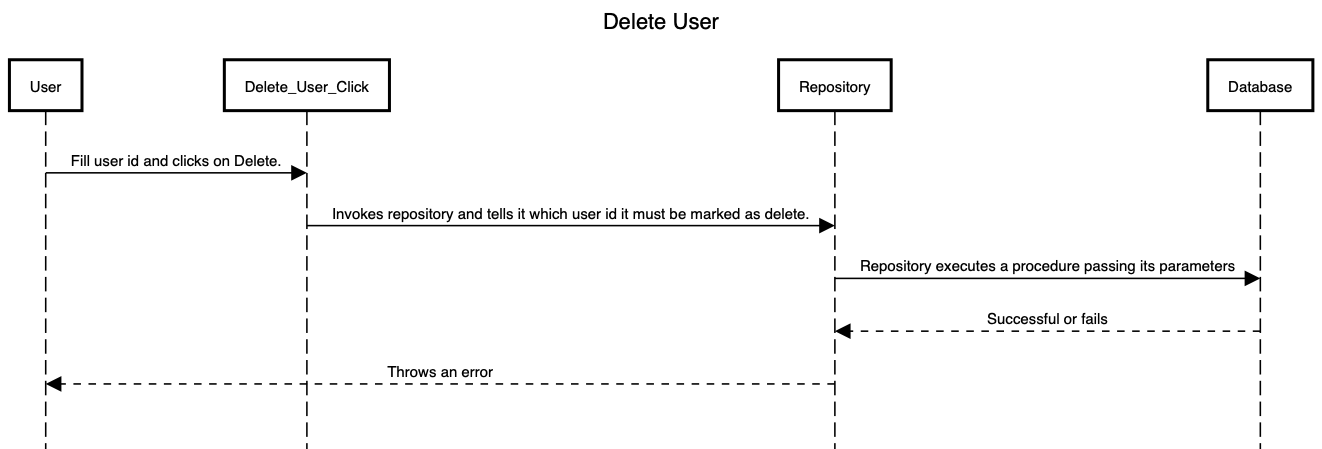 Delete User
User
Delete_User_Click
Repository
Database
Fill user id and clicks on Delete.
Invokes repository and tells it which user id it must be marked as delete.
Repository executes a procedure passing its parameters
Successful or fails
Throws an error